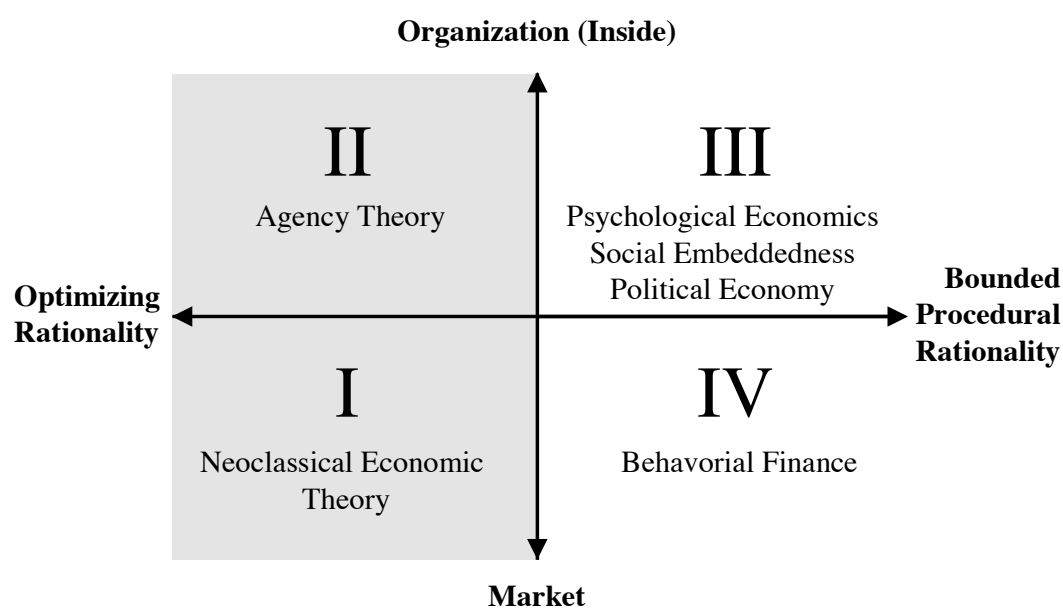 Organization (Inside)
II
Agency Theory
III
Psychological Economics
Social Embeddedness
Political Economy
Optimizing
Rationality
Bounded
Procedural
Rationality
I
Neoclassical Economic
Theory
IV
Behavorial Finance
Market